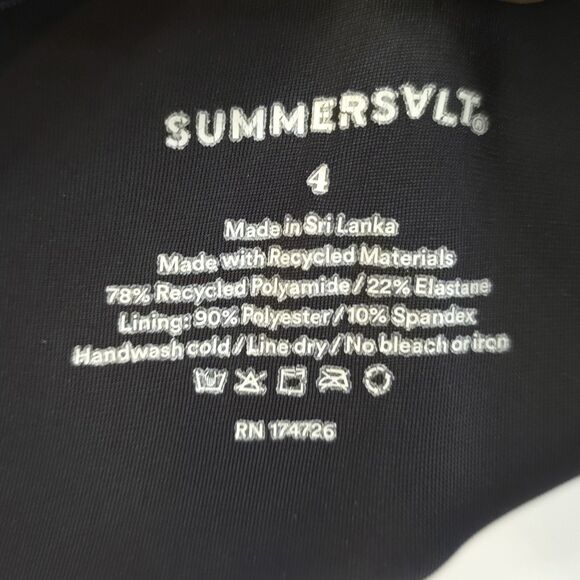 SUMMERSALT®
4
Made in Sri Lanka
Made with Recycled Materials
78% Recycled Polyamide / 22% Elastane
Lining: 90% Polyester / 10% Spandex
Handwash cold / Line dry / No bleach or iron
RN 174726